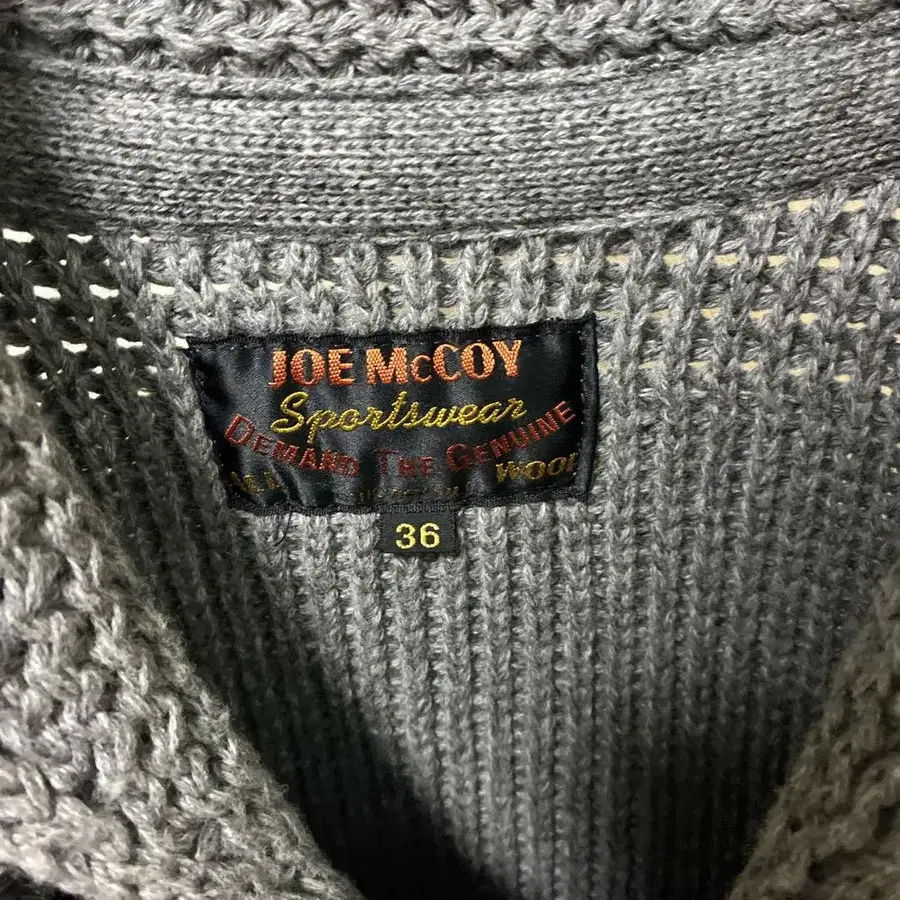 JOE McCOY
Sportswear
DEMAND THE GENUINE
WOOL
36